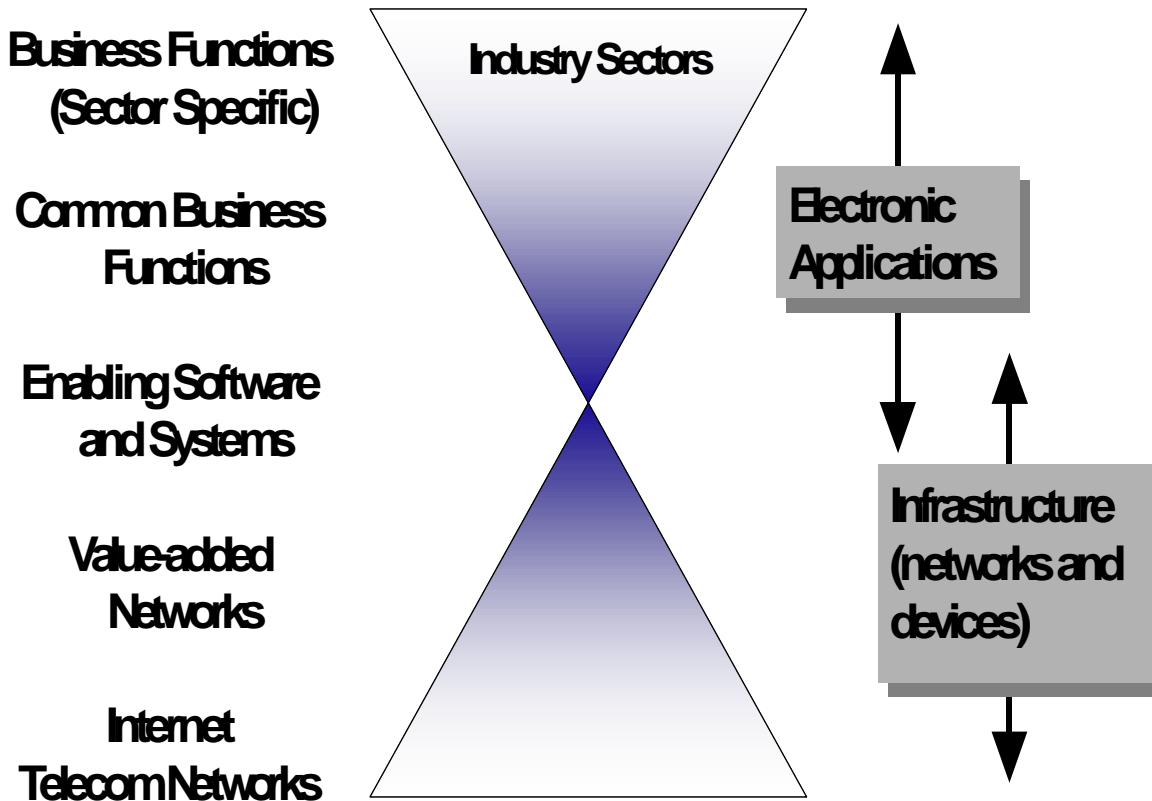 Business Functions
(Sector Specific)
Industry Sectors
Common Business
Functions
Electronic
Applications
Enabling Software
and Systems
Infrastructure
(networks and
devices)
Value-added
Networks
Internet
Telecom Networks